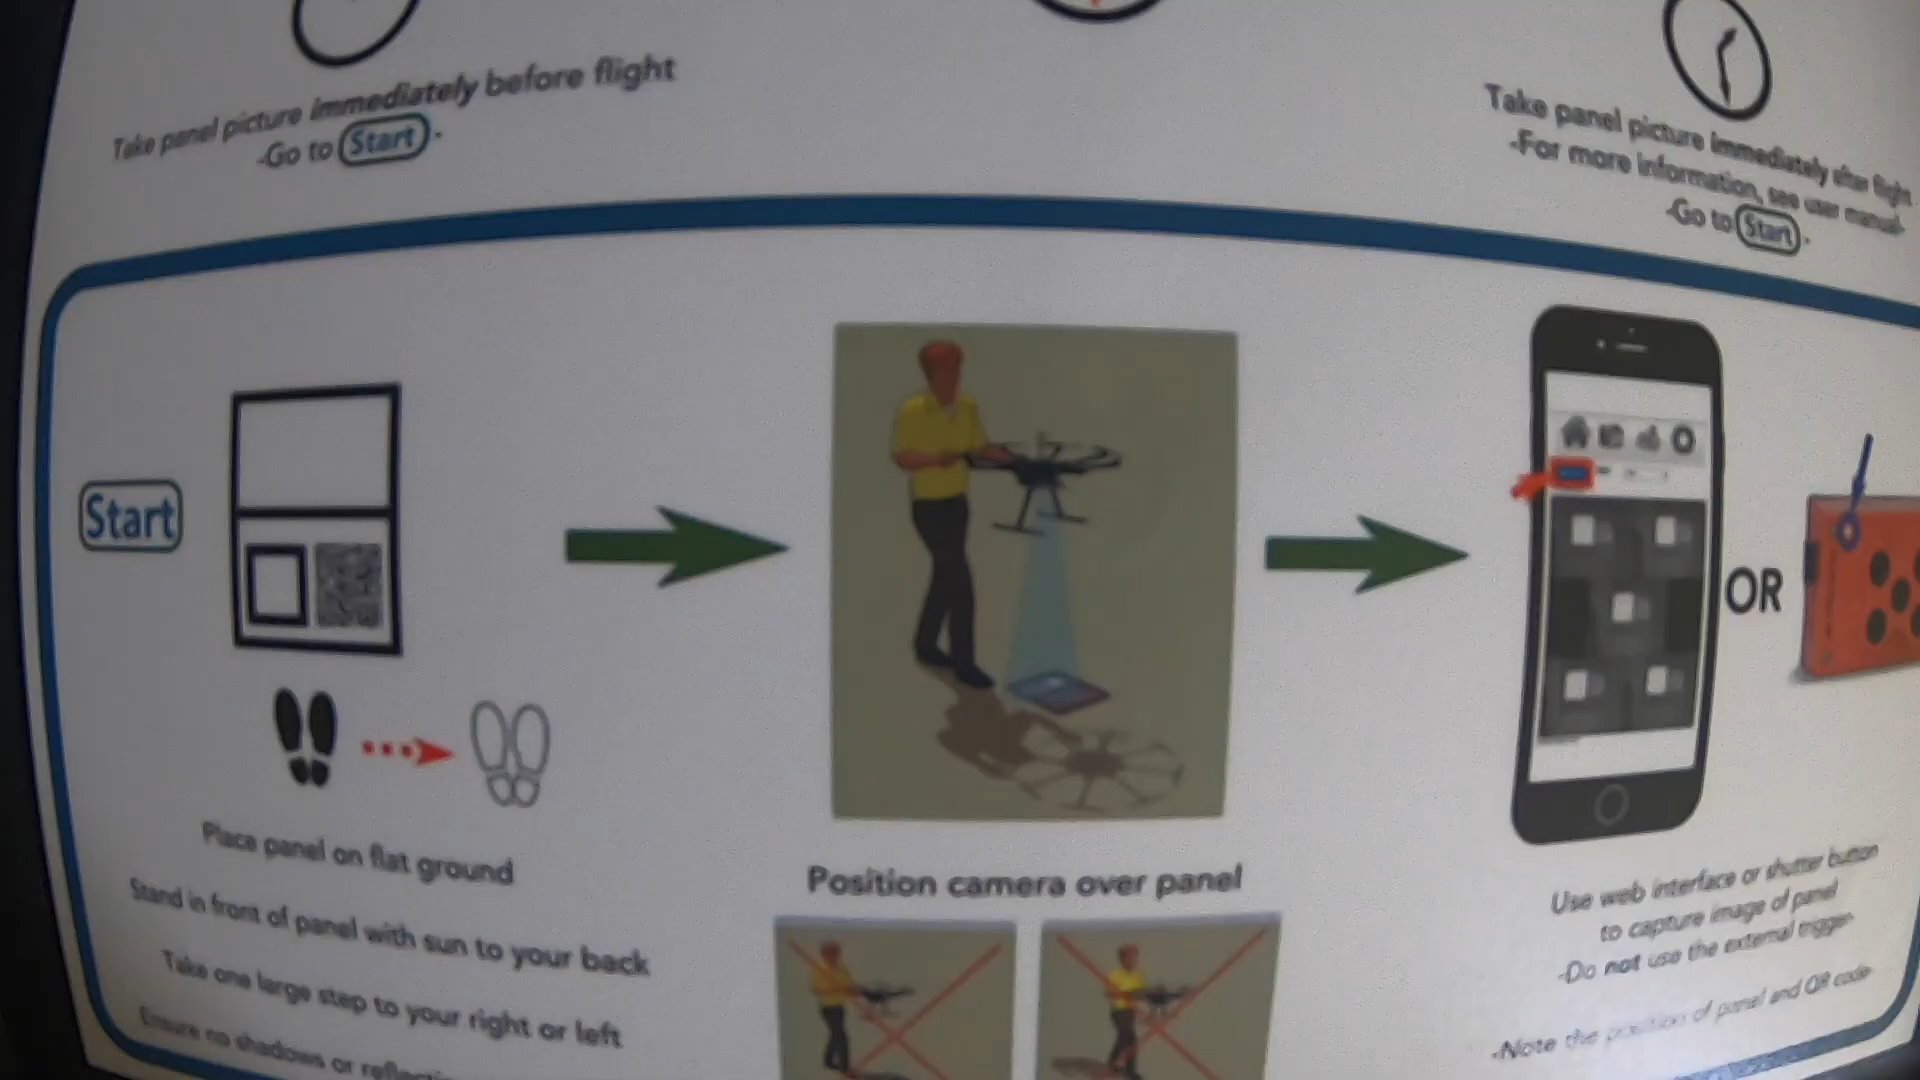 Take panel picture immediately before flight
-Go to Start -
Take panel picture immediately after flight
-For more information, see user manual-
-Go to Start -
Start
OR
Place panel on flat ground
Stand in front of panel with sun to your back
Take one large step to your right or left
Ensure no shadows or
Position camera over panel
Use web interface or shutter button
to capture image of panel
-Do not use the external trigger-
-Note the position of panel and QR code